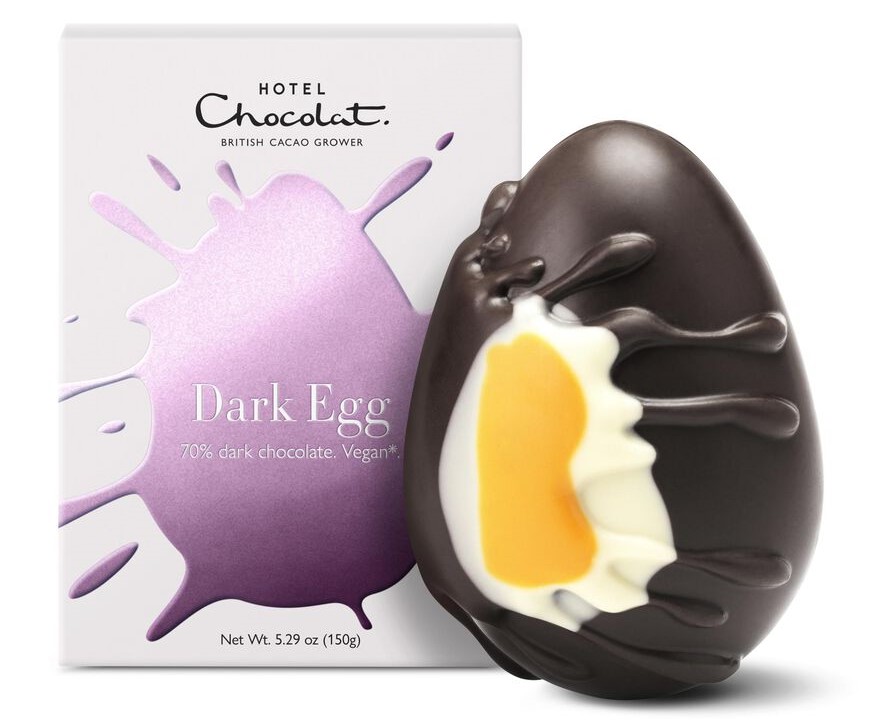 HOTEL
Chocolat.
BRITISH CACAO GROWER
Dark Egg
70% dark chocolate. Vegan*.
Net Wt. 5.29 oz (150g)